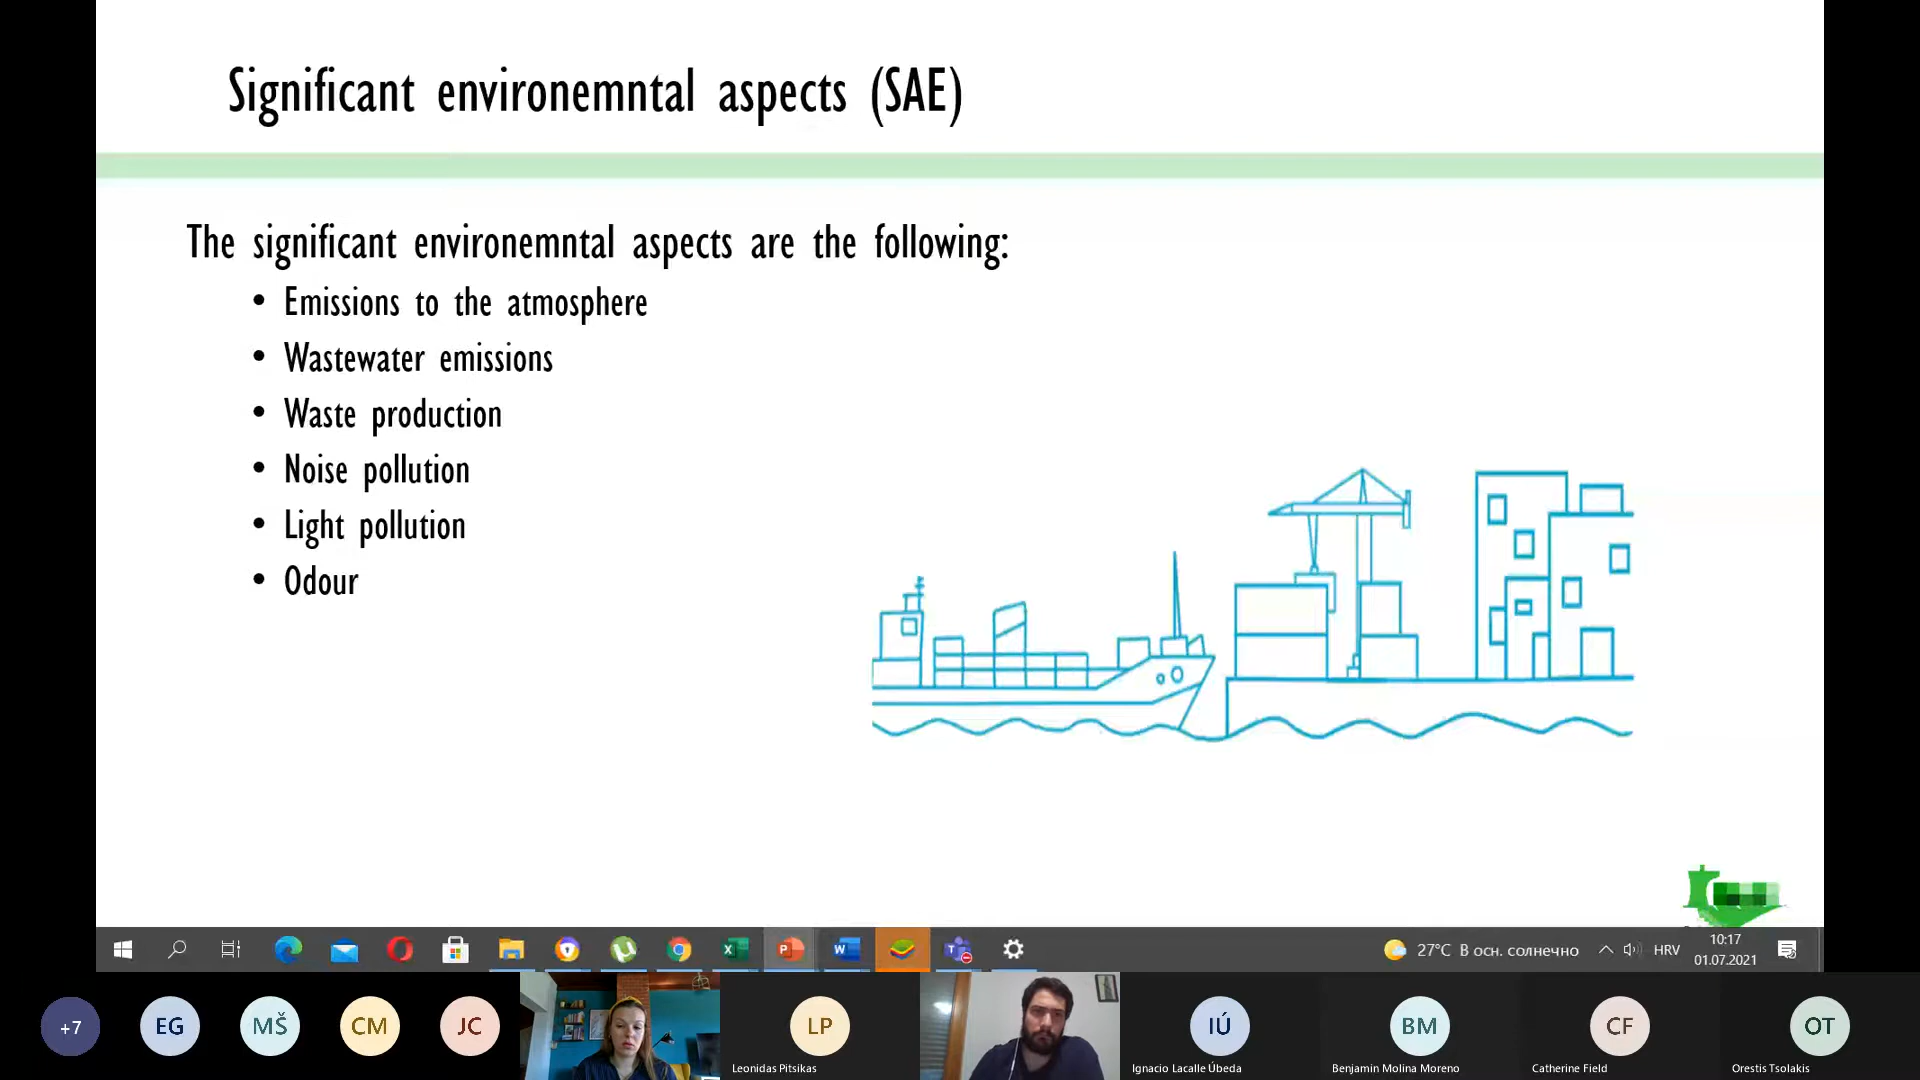 Significant environemntal aspects (SAE)
The significant environemntal aspects are the following:
• Emissions to the atmosphere
• Wastewater emissions
• Waste production
• Noise pollution
• Light pollution
• Odour
27°C В осн. солнечно
HRV
10:17
01.07.2021
+7
EG
MŠ
CM
JC
LP
Leonidas Pitsikas
IÚ
Ignacio Lacalle Úbeda
BM
Benjamin Molina Moreno
CF
Catherine Field
OT
Orestis Tsolakis